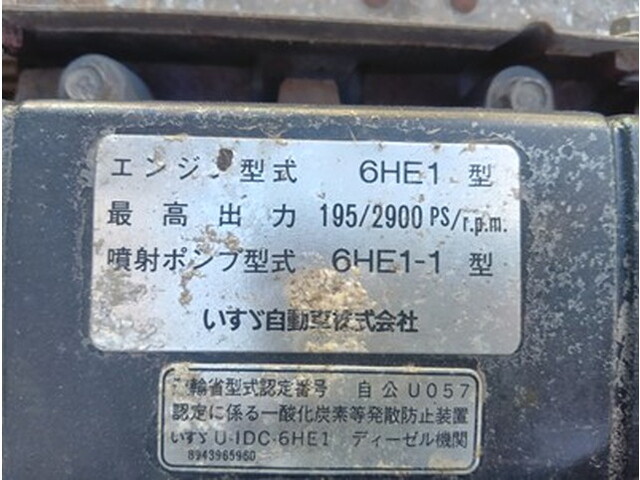 エンジン型式 6HE1 型
最高出力 195/2900 PS/r.p.m.
噴射ポンプ型式 6HE1-1 型
いすゞ自動車株式会社
輸省型式認定番号 自公U057
認定に係る一酸化炭素等発散防止装置
いすゞU-IDC-6HE1 ディーゼル機関
8943965960